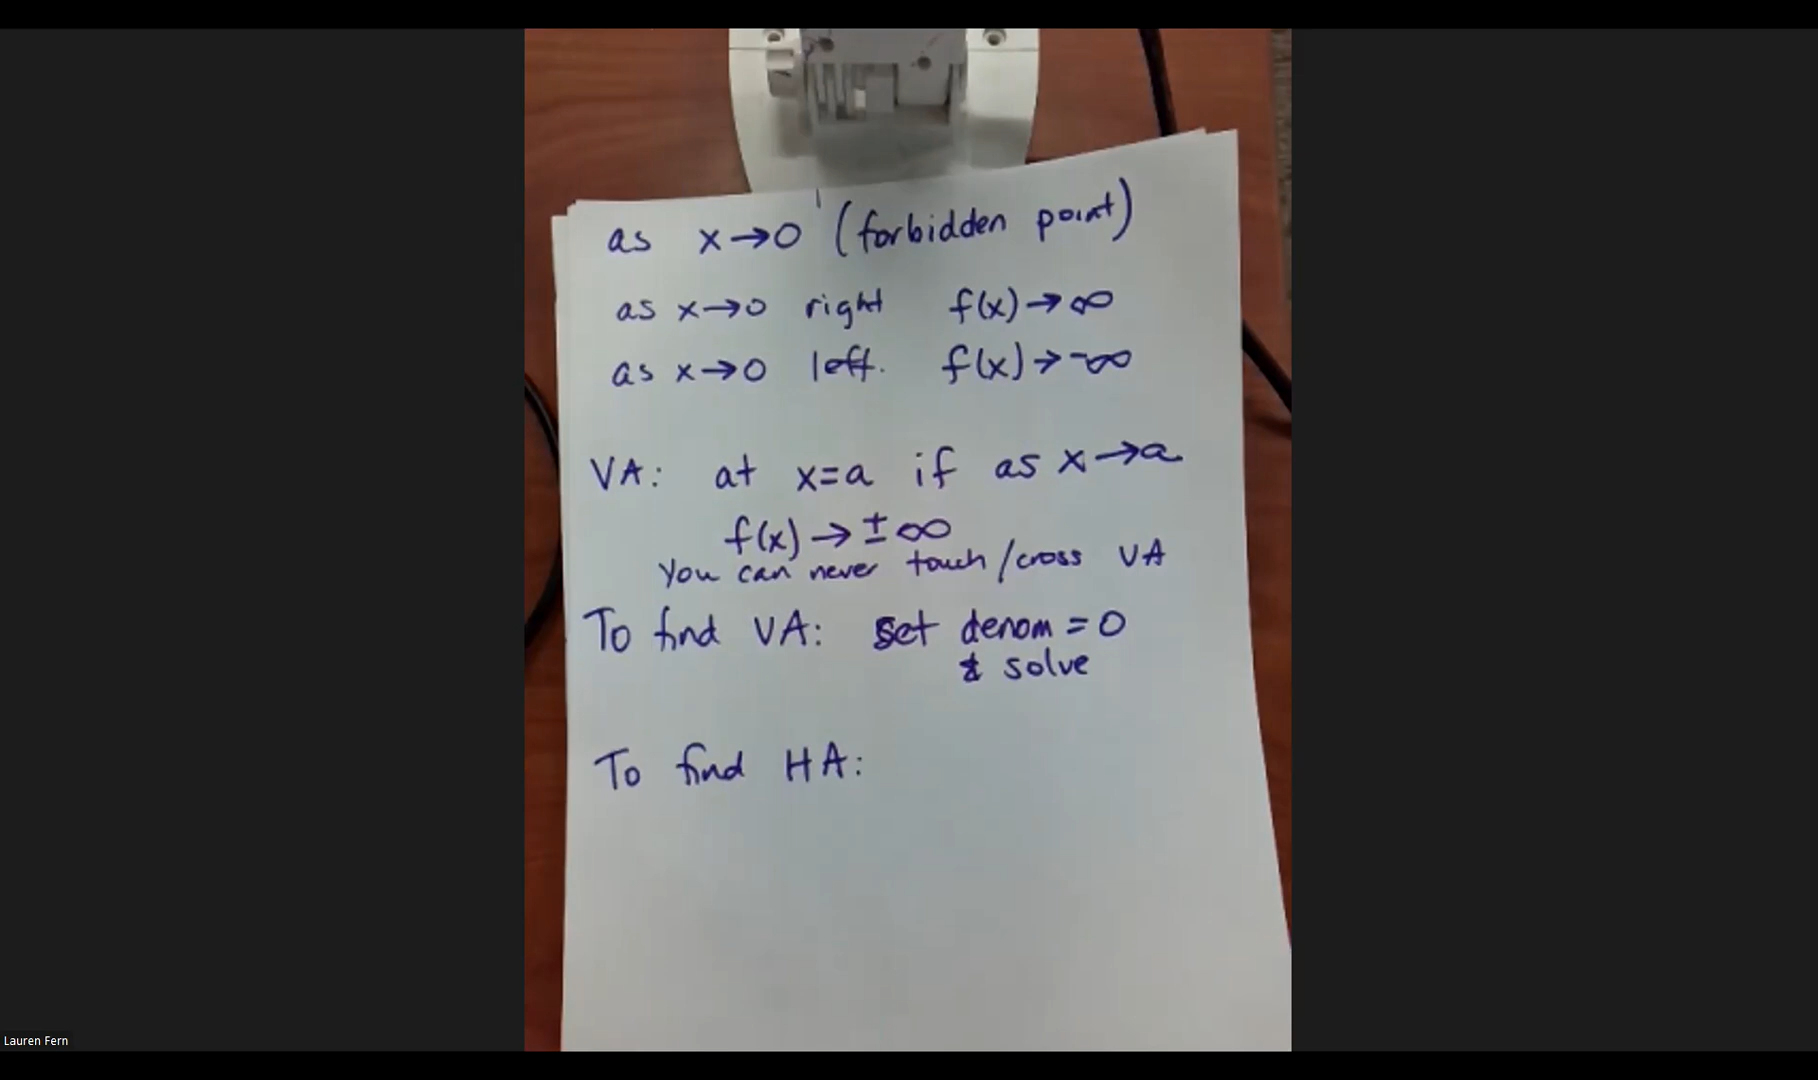 as x→0 (forbidden point)
as x→0 right f(x)→∞
as x→0 left. f(x)→-∞
VA: at x=a if as x→a
f(x)→±∞
You can never touch/cross VA
To find VA: set denom=0
& solve
To find HA:
Lauren Fern